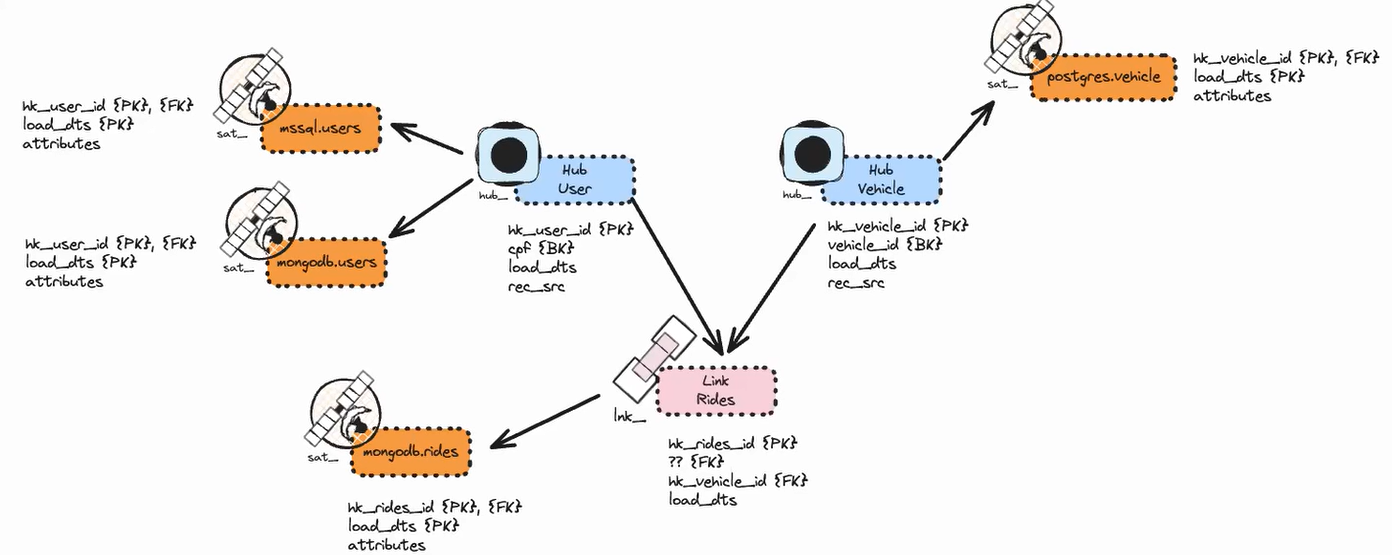 sat_
postgres.vehicle
hk_vehicle_id {PK}, {FK}
load_dts {PK}
attributes
hk_user_id {PK}, {FK}
load_dts {PK}
attributes
sat_
mssql.users
hub_
Hub
User
hk_user_id {PK}
cpf {BK}
load_dts
rec_src
hub_
Hub
Vehicle
hk_vehicle_id {PK}
vehicle_id {BK}
load_dts
rec_src
hk_user_id {PK}, {FK}
load_dts {PK}
attributes
sat_
mongodb.users
lnk_
Link
Rides
hk_rides_id {PK}
?? {FK}
hk_vehicle_id {FK}
load_dts
sat_
mongodb.rides
hk_rides_id {PK}, {FK}
load_dts {PK}
attributes